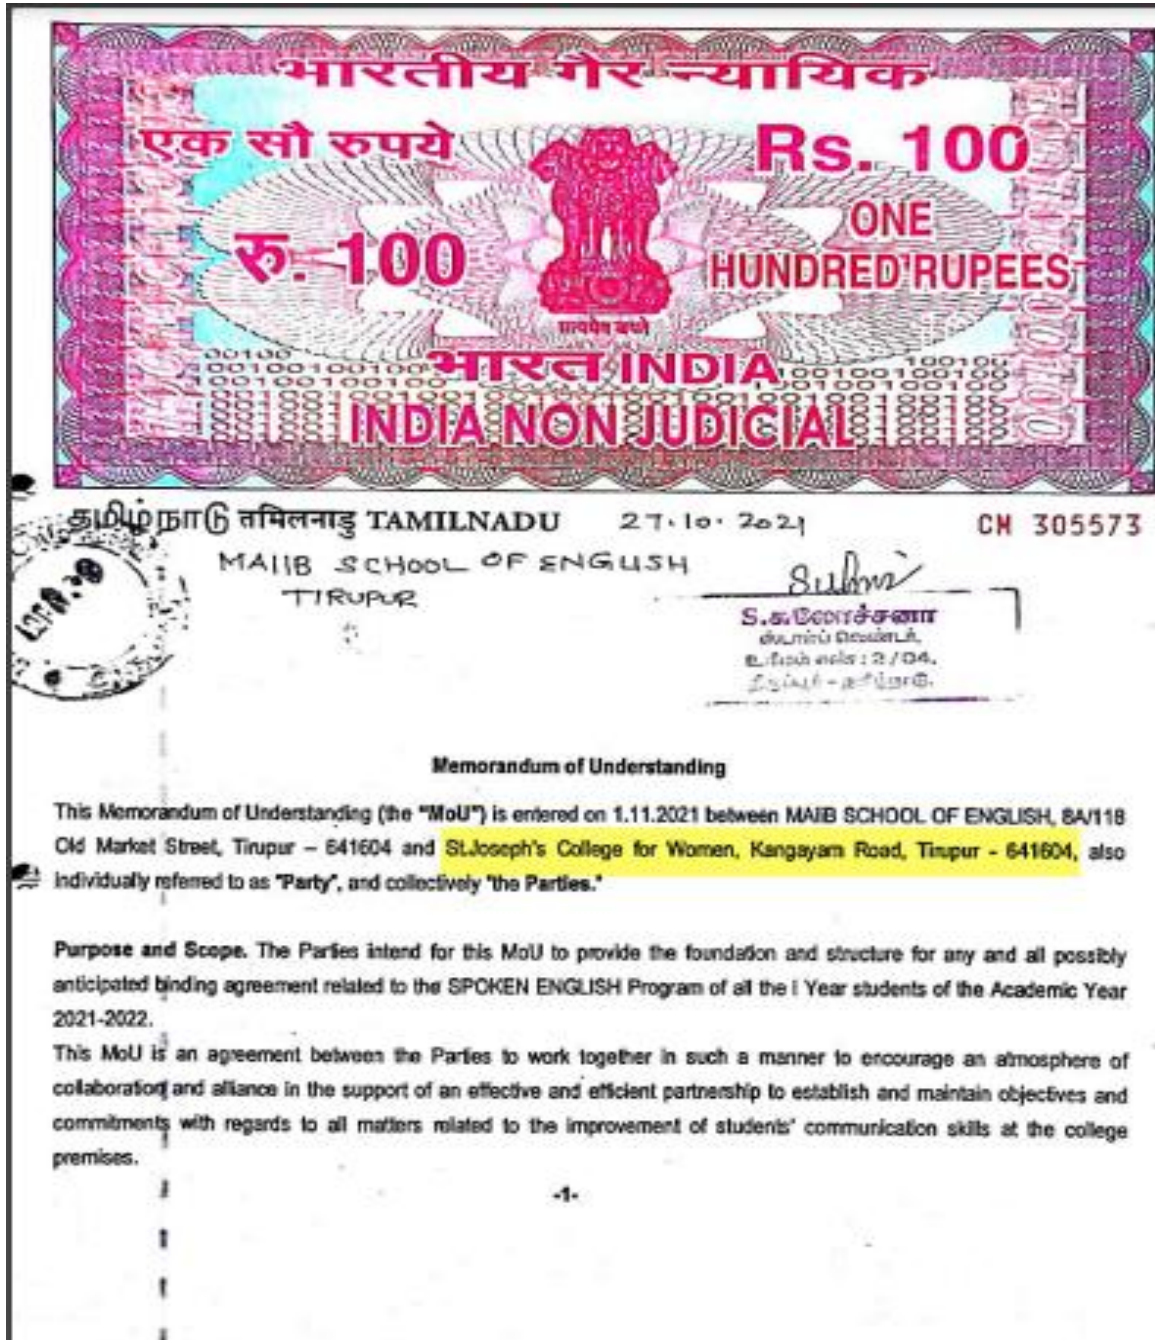 भारतीय गैर न्यायिक
एक सौ रुपये Rs. 100
रु. 100 ONE
HUNDRED RUPEES
सत्यमेव जयते
भारत INDIA
INDIA NON JUDICIAL
தமிழ்நாடு तमिलनाडु TAMILNADU 27.10.2021 CM 305573
MAIIB SCHOOL OF ENGLISH
TIRUPUR
S.சுலோச்சனா
Memorandum of Understanding
This Memorandum of Understanding (the "MoU") is entered on 1.11.2021 between MAIIB SCHOOL OF ENGLISH, 8A/118
Old Market Street, Tirupur – 641604 and St.Joseph's College for Women, Kangayam Road, Tirupur - 641604, also
individually referred to as "Party", and collectively "the Parties."
Purpose and Scope. The Parties intend for this MoU to provide the foundation and structure for any and all possibly
anticipated binding agreement related to the SPOKEN ENGLISH Program of all the I Year students of the Academic Year
2021-2022.
This MoU is an agreement between the Parties to work together in such a manner to encourage an atmosphere of
collaboration and alliance in the support of an effective and efficient partnership to establish and maintain objectives and
commitments with regards to all matters related to the improvement of students' communication skills at the college
premises.
-1-